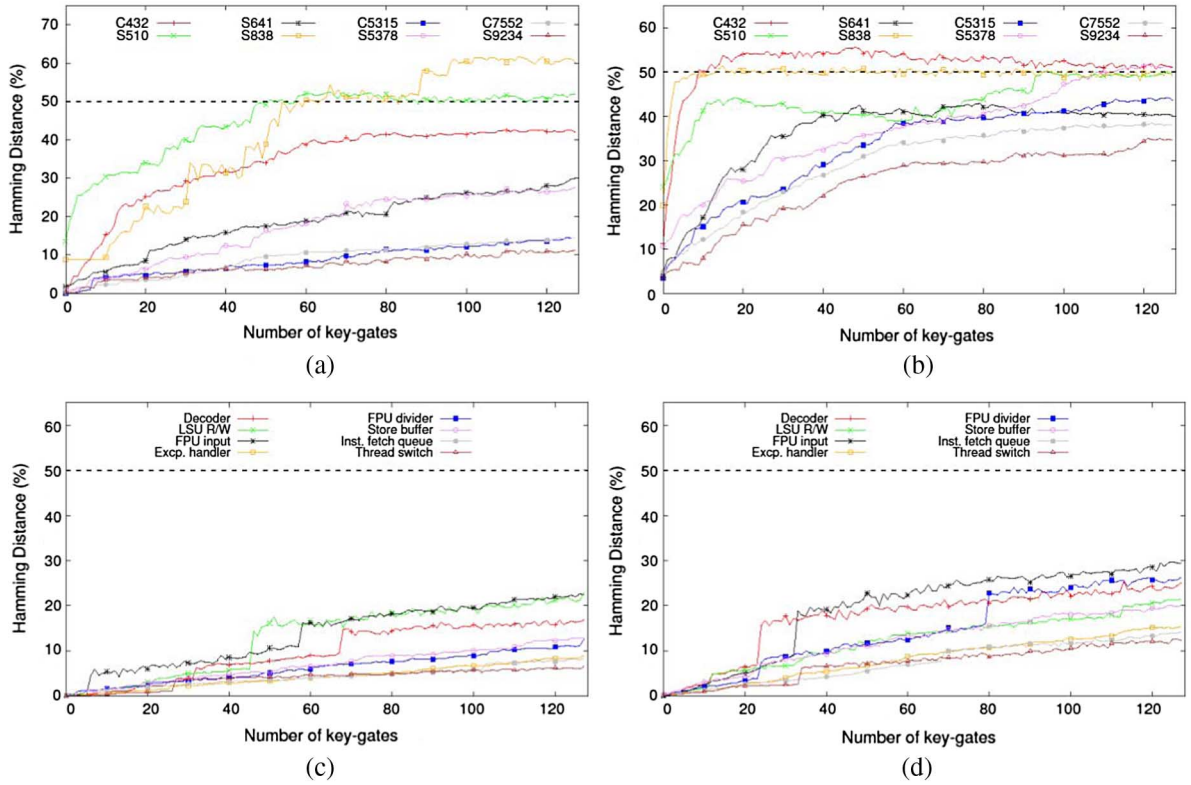 C432 S641 C5315 C7552
S510 S838 S5378 S9234
Hamming Distance (%)
70
60
50
40
30
20
10
0
0 20 40 60 80 100 120
Number of key-gates
(a)
C432 S641 C5315 C7552
S510 S838 S5378 S9234
Hamming Distance (%)
60
50
40
30
20
10
0
0 20 40 60 80 100 120
Number of key-gates
(b)
Decoder FPU divider
LSU R/W Store buffer
FPU input Inst. fetch queue
Excp. handler Thread switch
Hamming Distance (%)
60
50
40
30
20
10
0
0 20 40 60 80 100 120
Number of key-gates
(c)
Decoder FPU divider
LSU R/W Store buffer
FPU input Inst. fetch queue
Excp. handler Thread switch
Hamming Distance (%)
60
50
40
30
20
10
0
0 20 40 60 80 100 120
Number of key-gates
(d)